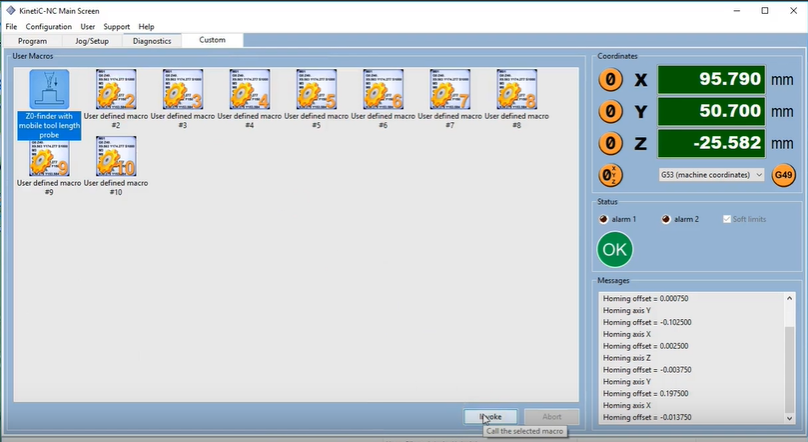 KinetiC-NC Main Screen
File Configuration User Support Help
Program Jog/Setup Diagnostics Custom
User Macros
Z0-finder with
mobile tool length
probe
2
User defined macro
#2
3
User defined macro
#3
4
User defined macro
#4
5
User defined macro
#5
6
User defined macro
#6
7
User defined macro
#7
8
User defined macro
#8
9
User defined macro
#9
10
User defined macro
#10
Invoke Abort
Call the selected macro
Coordinates
0 X 95.790 mm
0 Y 50.700 mm
0 Z -25.582 mm
0 X Y Z G53 (machine coordinates) G49
Status
alarm 1 alarm 2 Soft limits
OK
Messages
Homing offset = 0.000750
Homing axis Y
Homing offset = -0.102500
Homing axis X
Homing offset = 0.002500
Homing axis Z
Homing offset = -0.003750
Homing axis Y
Homing offset = 0.197500
Homing axis X
Homing offset = -0.013750